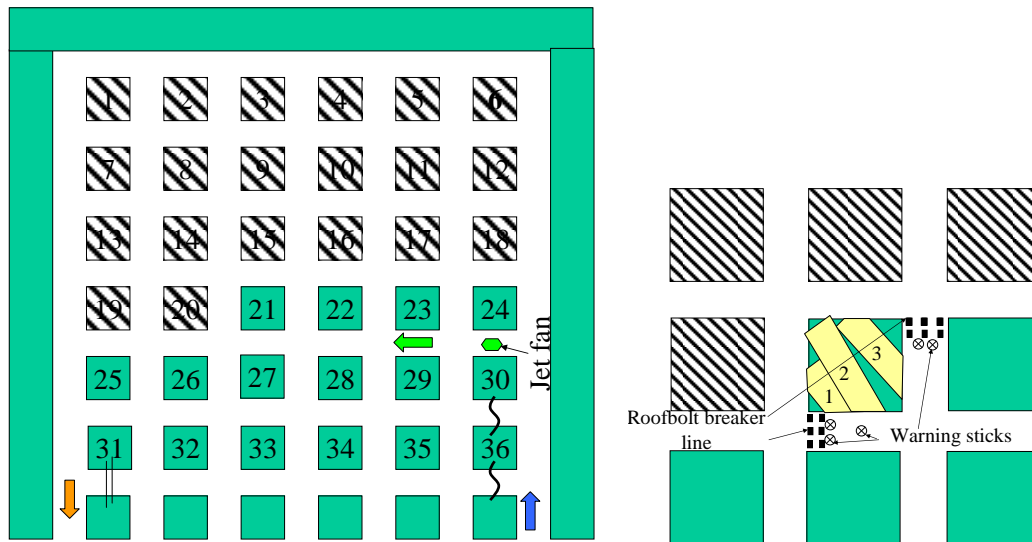 1 2 3 4 5 6
7 8 9 10 11 12
13 14 15 16 17 18
19 20 21 22 23 24
Jet fan
25 26 27 28 29 30
31 32 33 34 35 36
3
2
1
Roofbolt breaker
line
Warning sticks